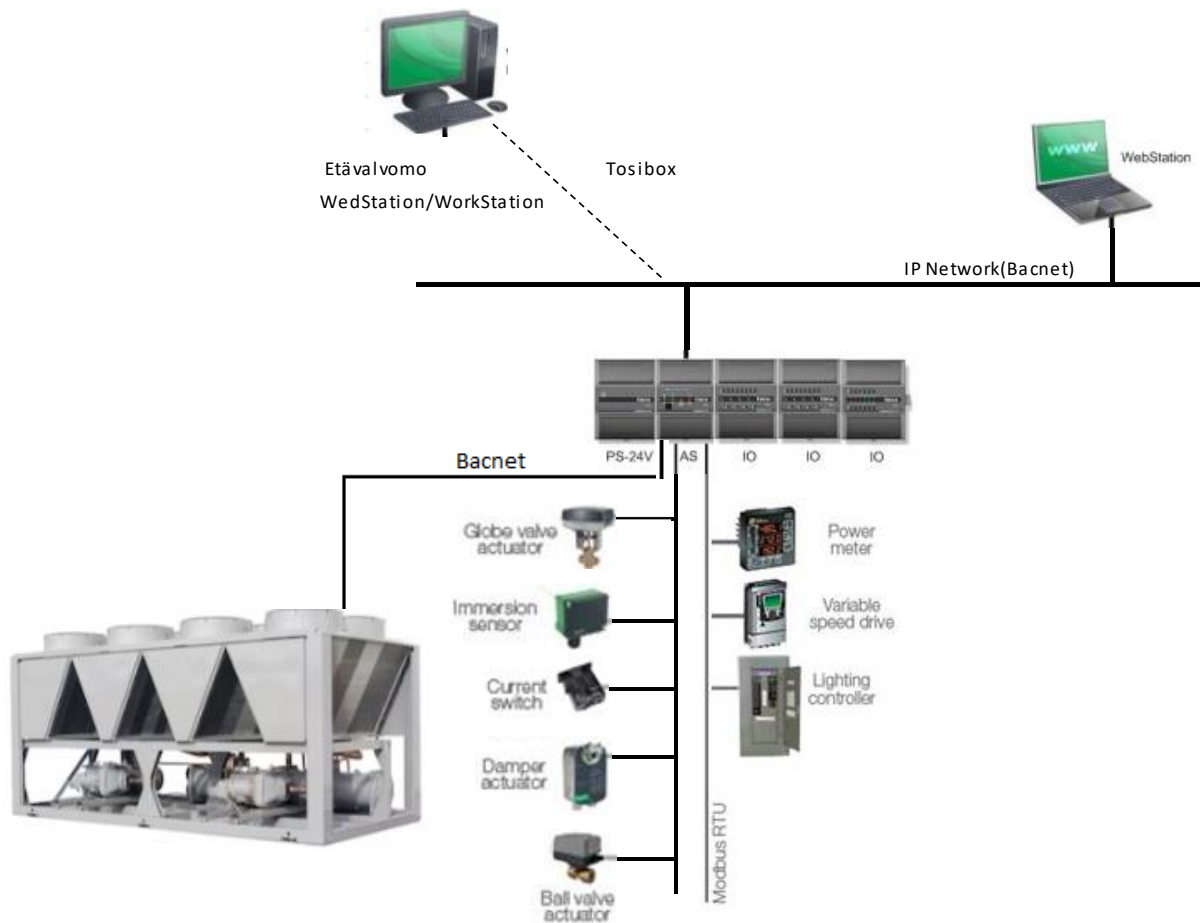 Etävalvomo
Tosibox
WedStation/WorkStation
www
WebStation
IP Network(Bacnet)
PS-24V
AS
IO
IO
IO
Bacnet
Globe valve
actuator
Immersion
sensor
Current
switch
Damper
actuator
Ball valve
actuator
Power
meter
Variable
speed drive
Lighting
controller
Modbus RTU